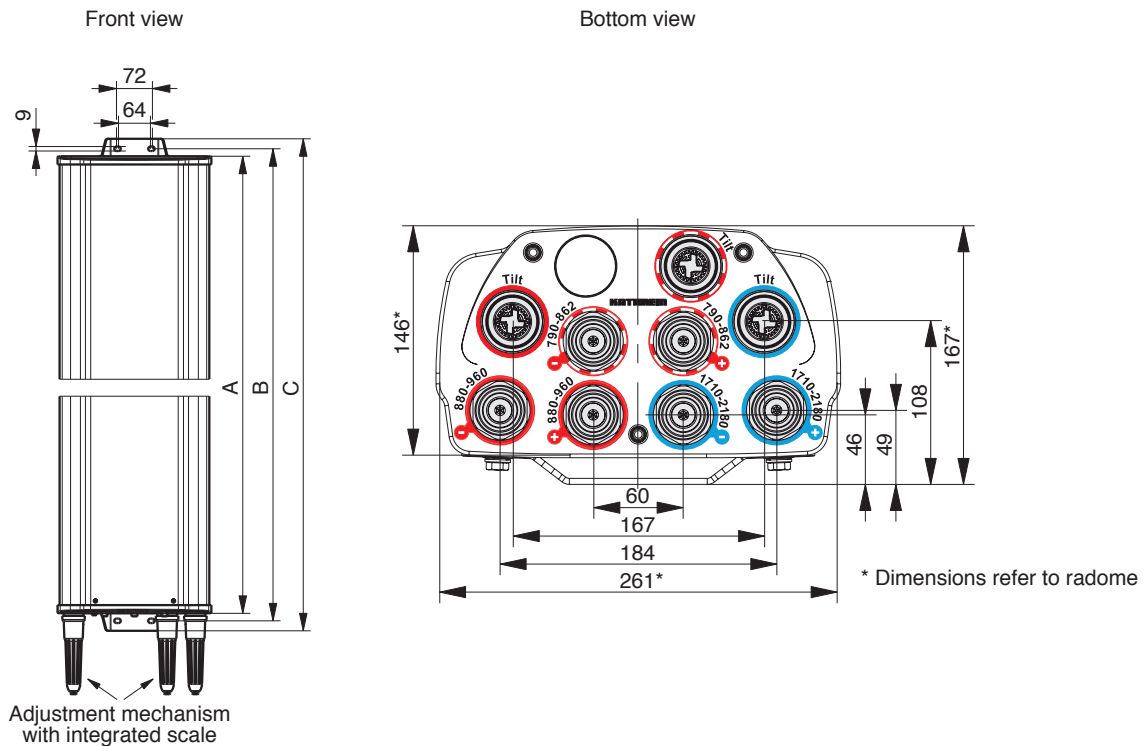 Front view
Bottom view
72
64
9
A
B
C
Adjustment mechanism
with integrated scale
Tilt
Tilt
Tilt
KATHREIN
790-862
790-862
-
+
880-960
880-960
1710-2180
1710-2180
-
+
-
+
146*
167*
108
46
49
60
167
184
261*
* Dimensions refer to radome